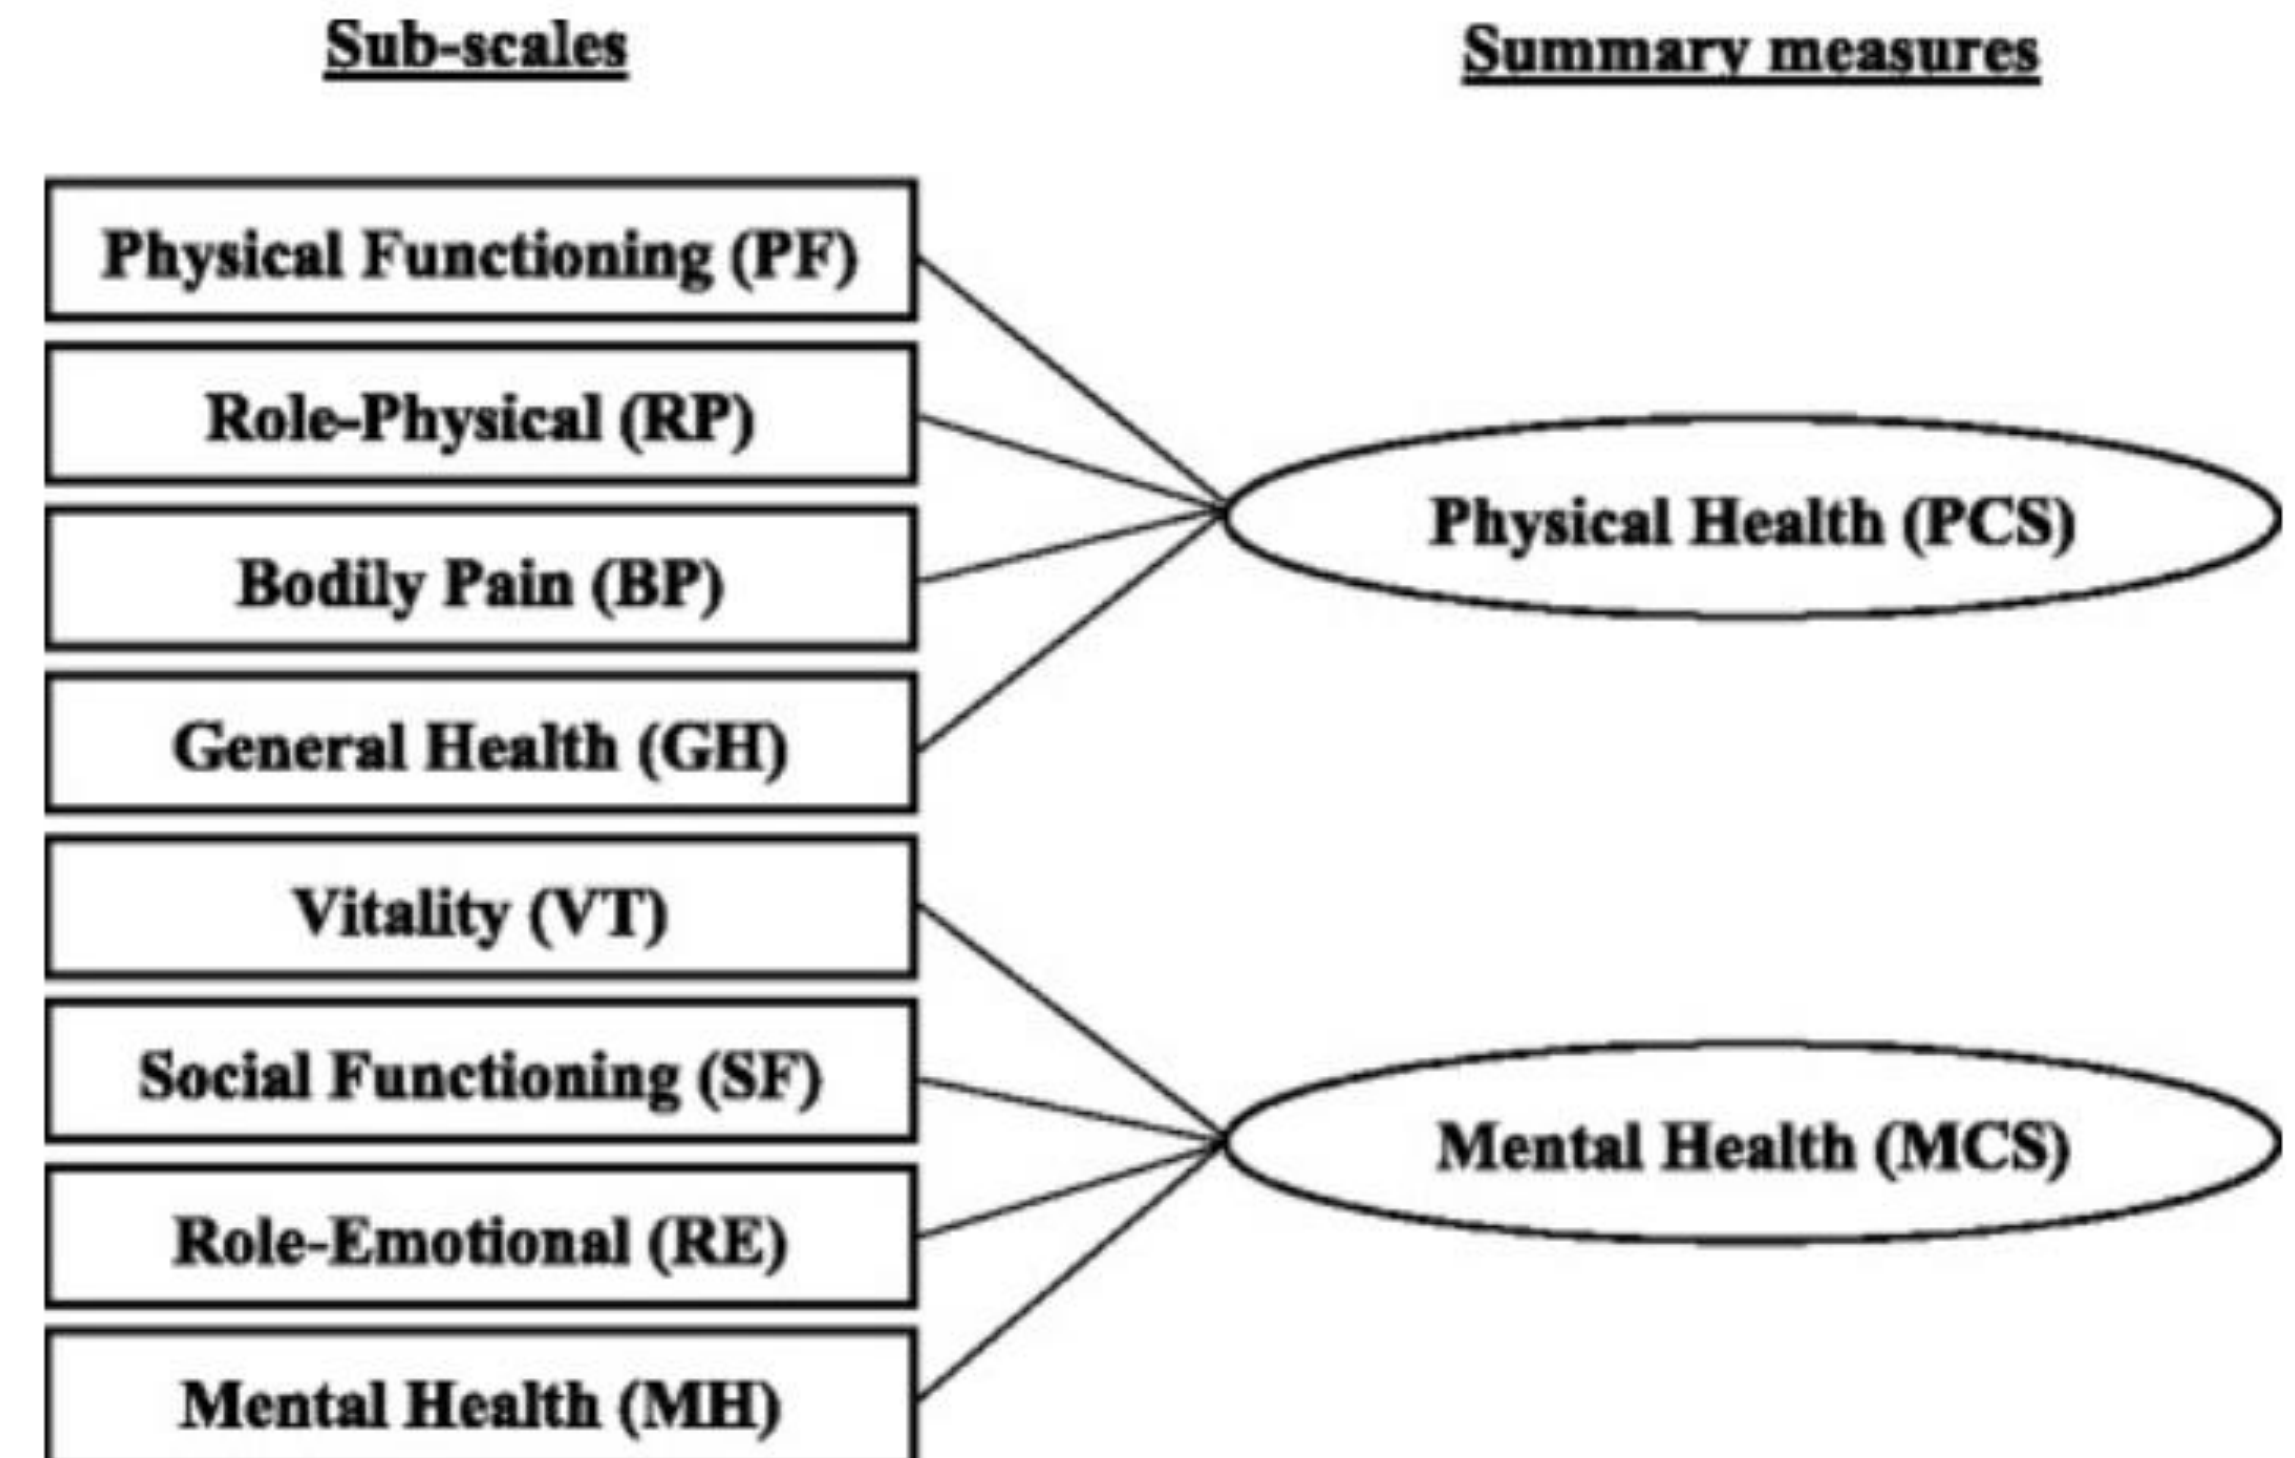 Sub-scales
Summary measures
Physical Functioning (PF)
Role-Physical (RP)
Bodily Pain (BP)
General Health (GH)
Physical Health (PCS)
Vitality (VT)
Social Functioning (SF)
Role-Emotional (RE)
Mental Health (MH)
Mental Health (MCS)